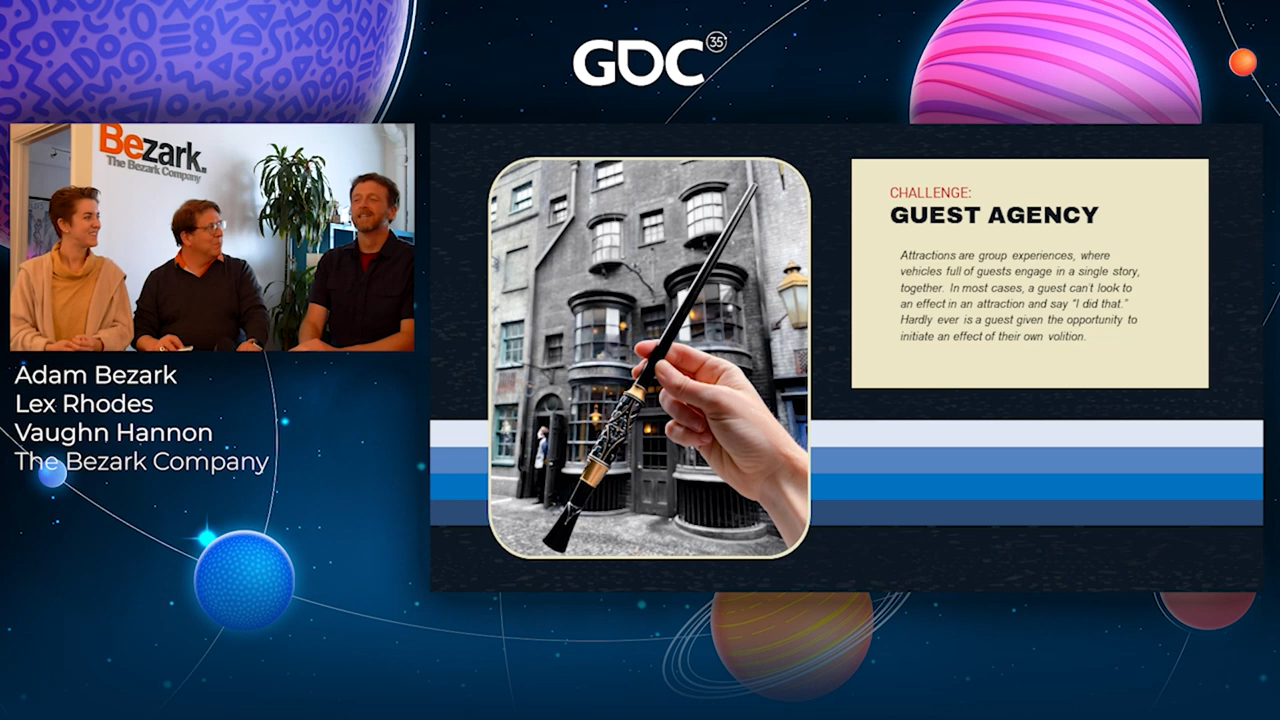 GDC 35
Bezark.
The Bezark Company
Adam Bezark
Lex Rhodes
Vaughn Hannon
The Bezark Company
CHALLENGE:
GUEST AGENCY
Attractions are group experiences, where
vehicles full of guests engage in a single story,
together. In most cases, a guest can't look to
an effect in an attraction and say "I did that."
Hardly ever is a guest given the opportunity to
initiate an effect of their own volition.